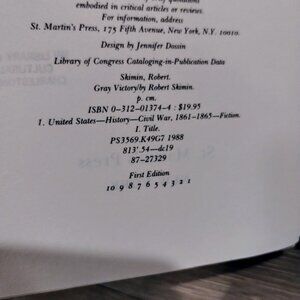 embodied in critical articles or reviews.
For information, address
St. Martin's Press, 175 Fifth Avenue, New York, N.Y. 10010.
Design by Jennifer Dossin
Library of Congress Cataloging-in-Publication Data
Skimin, Robert.
Gray Victory/by Robert Skimin.
p. cm.
ISBN 0-312-01374-4 : $19.95
1. United States—History—Civil War, 1861-1865—Fiction.
I. Title.
PS3569.K49G7 1988
813'.54—dc19
87-27329
First Edition
10 9 8 7 6 5 4 3 2 1